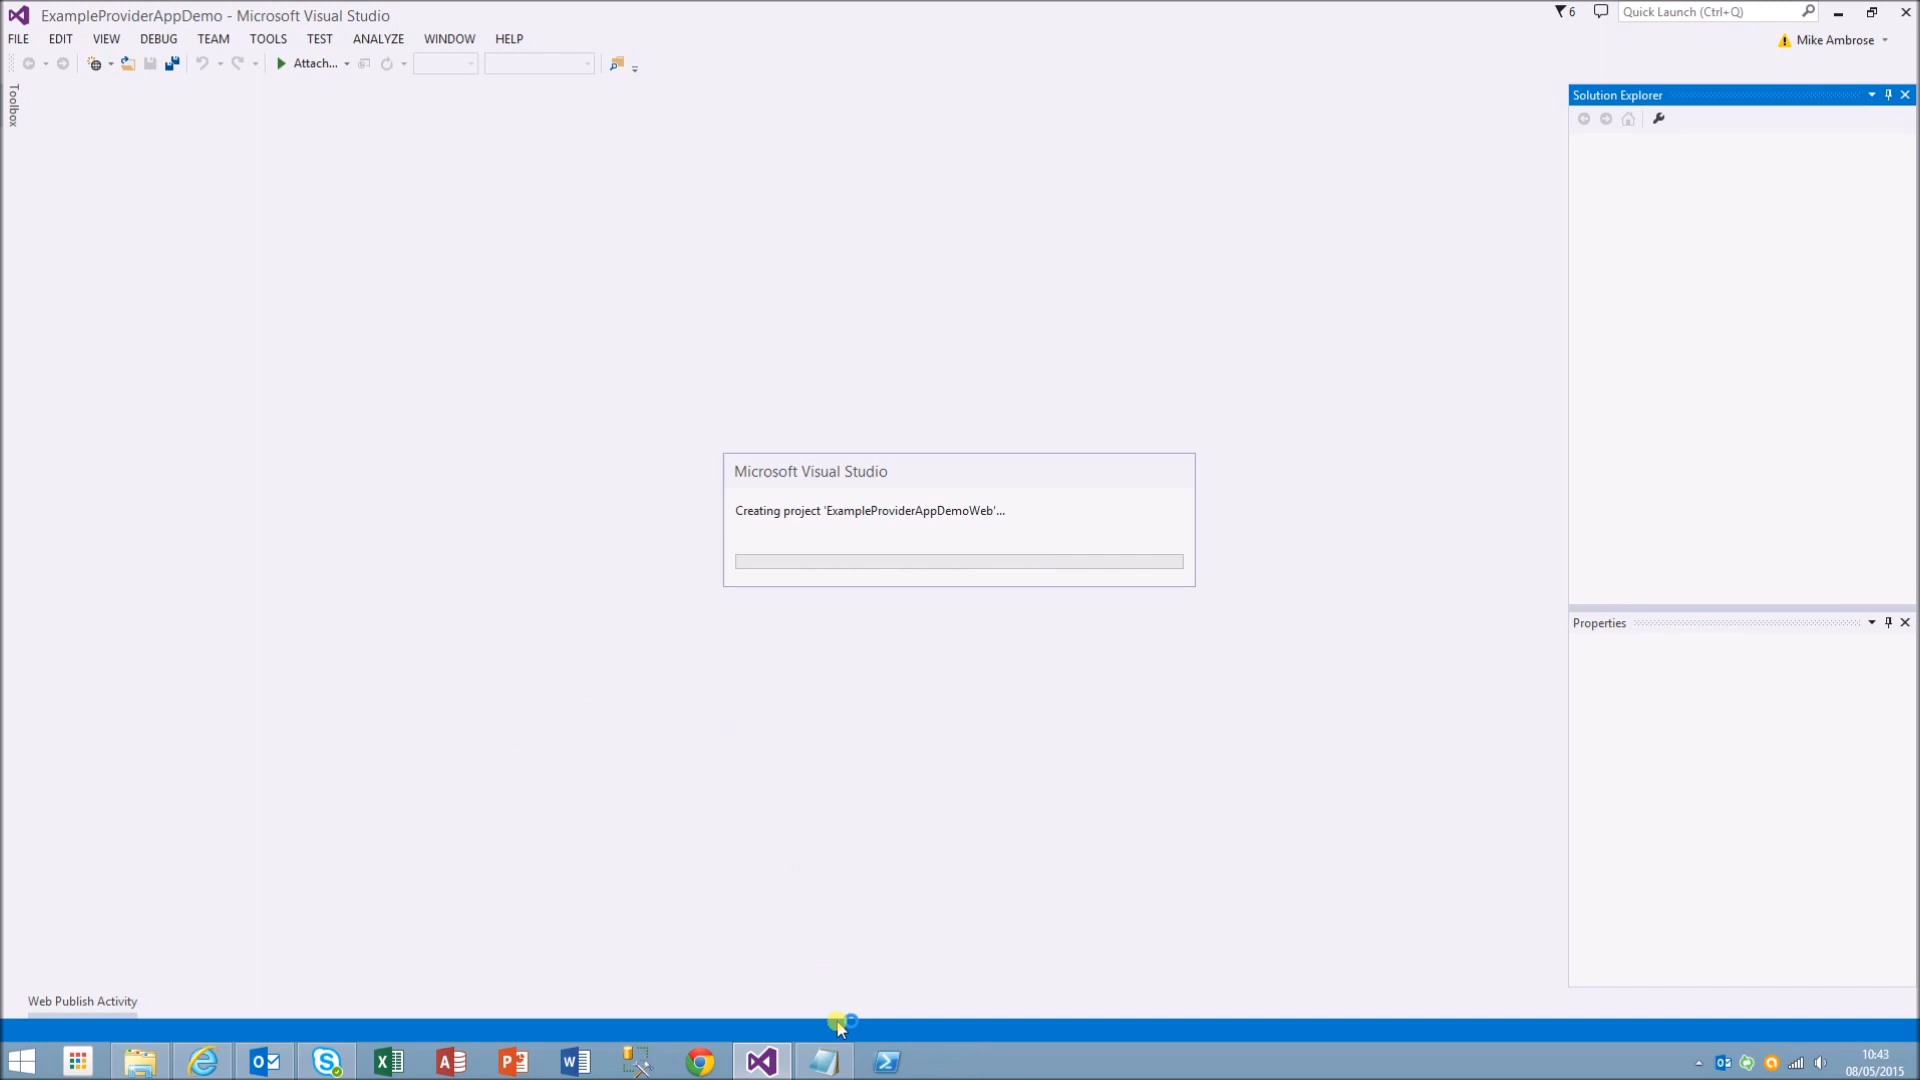 ExampleProviderAppDemo - Microsoft Visual Studio
6
Quick Launch (Ctrl+Q)
FILE EDIT VIEW DEBUG TEAM TOOLS TEST ANALYZE WINDOW HELP
Mike Ambrose
Attach...
Toolbox
Solution Explorer
Microsoft Visual Studio
Creating project 'ExampleProviderAppDemoWeb'...
Properties
Web Publish Activity
10:43
08/05/2015